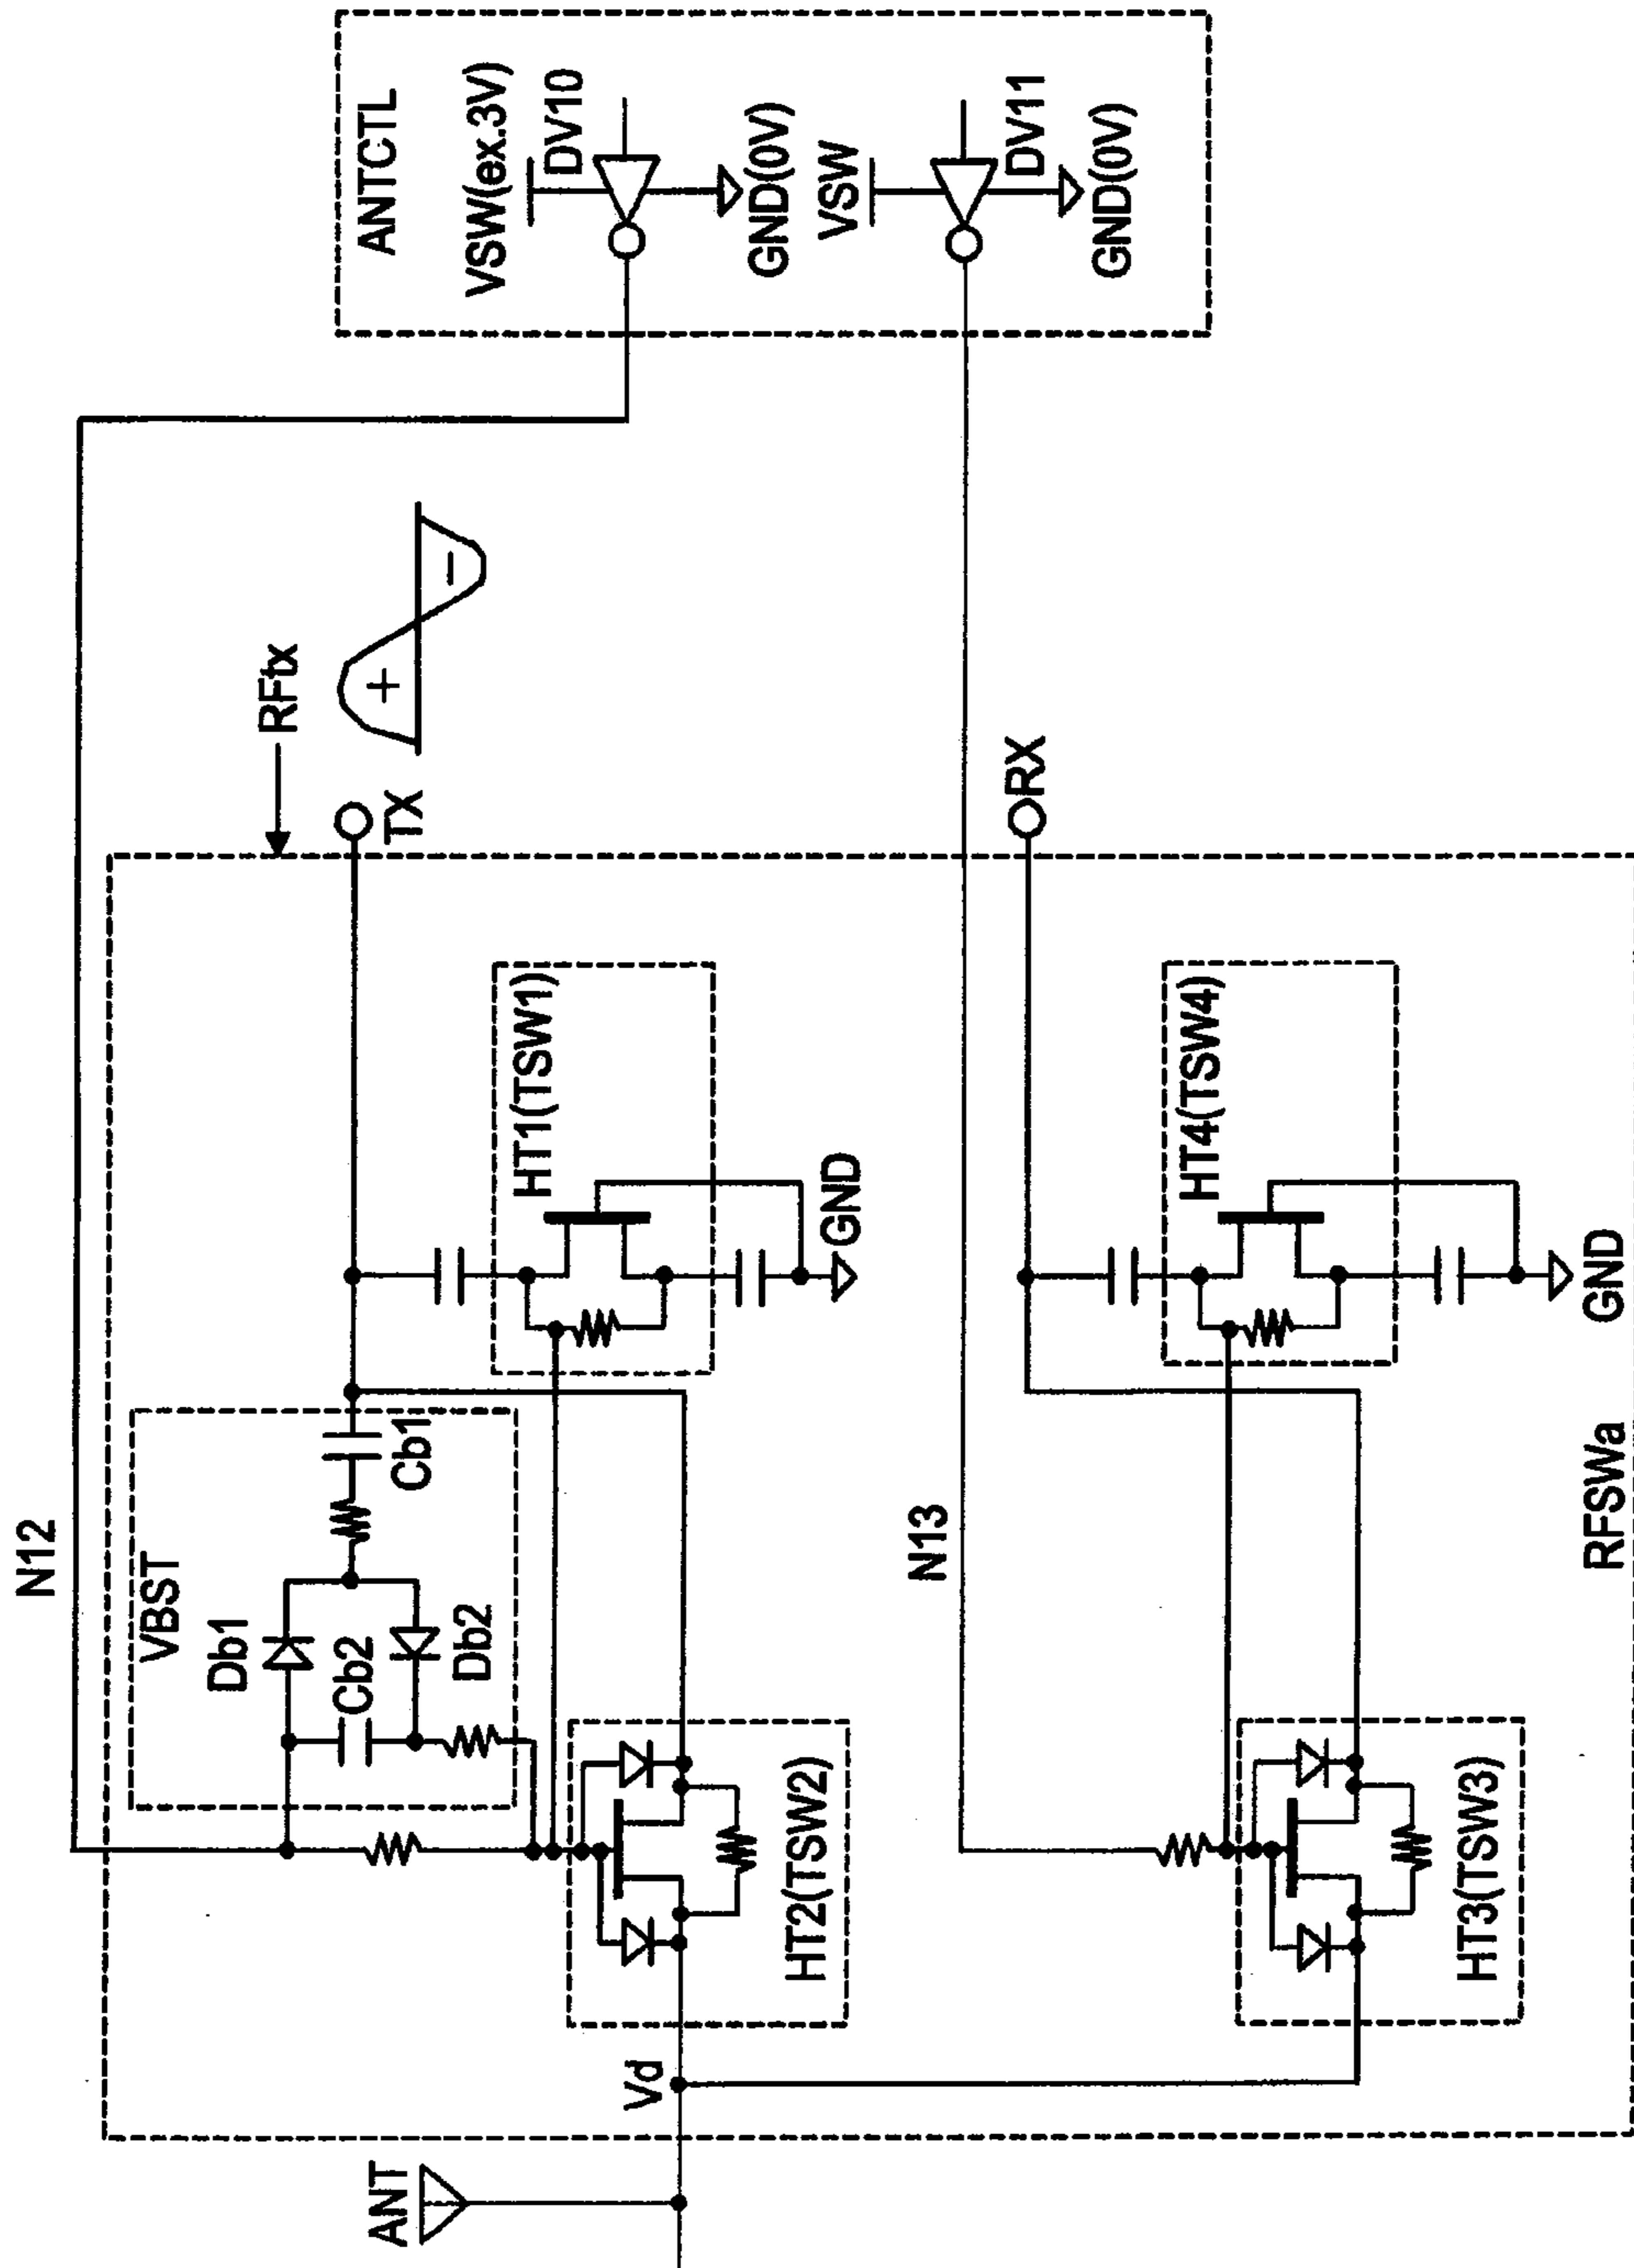 ANTCTL
VSW(ex.3V)
DV10
GND(0V)
VSW
DV11
GND(0V)
RFtx
+
−
TX
RX
N12
VBST
Db1
Cb2
Db2
Cb1
HT1(TSW1)
GND
HT2(TSW2)
N13
HT4(TSW4)
GND
HT3(TSW3)
RFSWa
Vd
ANT